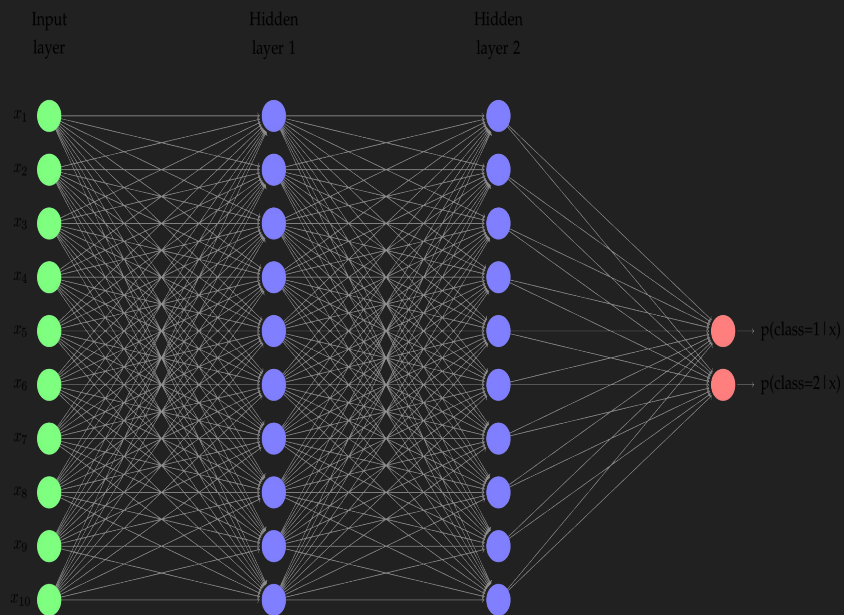 Input
layer
Hidden
layer 1
Hidden
layer 2
x₁
x₂
x₃
x₄
x₅
x₆
x₇
x₈
x₉
x₁₀
p(class=1|x)
p(class=2|x)